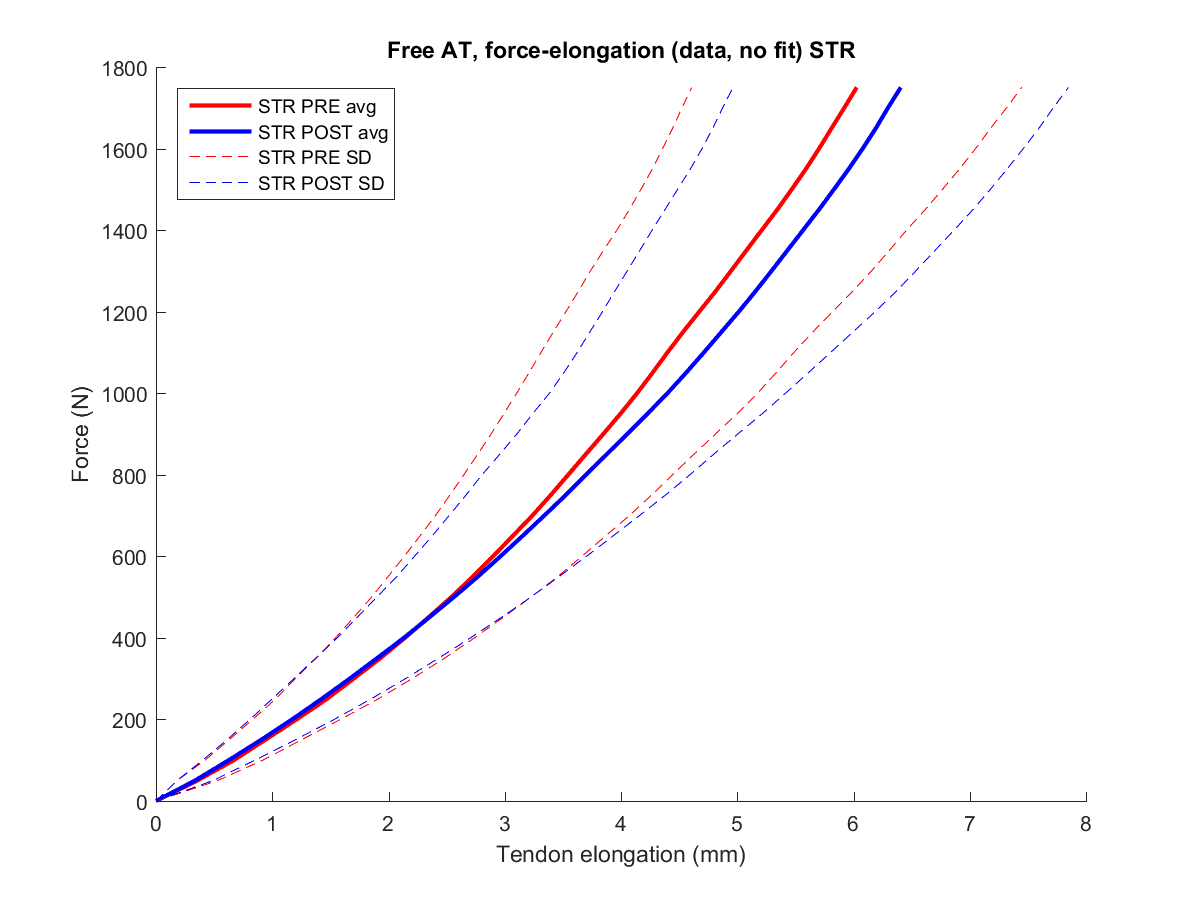 Free AT, force-elongation (data, no fit) STR
1800
1600
1400
1200
1000
800
600
400
200
0
Force (N)
STR PRE avg
STR POST avg
STR PRE SD
STR POST SD
0 1 2 3 4 5 6 7 8
Tendon elongation (mm)